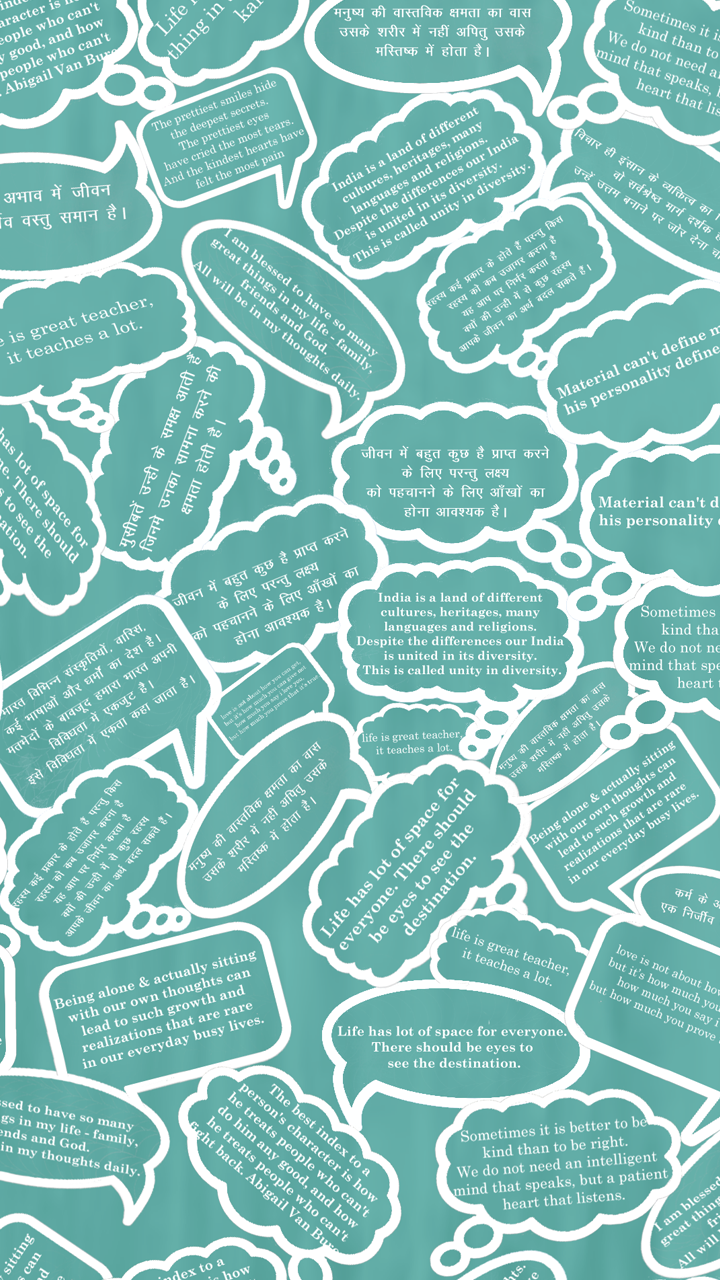 aracter is ho
eople who can't
y good, and how
people who can't
. Abigail Van Bure
Life
thing in
kar
मनुष्य की वास्तविक क्षमता का वास
उसके शरीर में नहीं अपितु उसके
मस्तिष्क में होता है।
Sometimes it i
kind than to
We do not need a
mind that speaks,
heart that lis
The prettiest smiles hide
the deepest secrets.
The prettiest eyes
have cried the most tears.
And the kindest hearts have
felt the most pain
India is a land of different
cultures, heritages, many
languages and religions.
Despite the differences our India
is united in its diversity.
This is called unity in diversity.
विचार ही इंसान के व्यक्तित्व का
वो सर्वश्रेष्ठ मार्ग दर्शक
उन्हें उत्तम बनाने पर जोर देना च
अभाव में जीवन
वि वस्तु समान है।
I am blessed to have so many
great things in my life - family,
friends and God.
All will be in my thoughts daily.
रहस्य कई प्रकार के होते हैं परन्तु किस
रहस्य को कब उजागर करना है
यह आप पर निर्भर करता है
क्यों की उन्ही में से कुछ रहस्य
आपके जीवन का अर्थ बदल सकते हैं।
e is great teacher,
it teaches a lot.
Material can't define m
his personality define
मुसीबतें उन्ही के समक्ष आती हैं
जिनमे उनका सामना करने की
क्षमता होती है।
has lot of space for
ne. There should
s to see the
ation.
जीवन में बहुत कुछ है प्राप्त करने
के लिए परन्तु लक्ष्य
को पहचानने के लिए आँखों का
होना आवश्यक है।
Material can't d
his personality
जीवन में बहुत कुछ है प्राप्त करने
के लिए परन्तु लक्ष्य
को पहचानने के लिए आँखों का
होना आवश्यक है।
India is a land of different
cultures, heritages, many
languages and religions.
Despite the differences our India
is united in its diversity.
This is called unity in diversity.
Sometimes
kind tha
We do not ne
mind that spe
heart t
भारत विभिन्न संस्कृतियों, वारिस,
कई भाषाओं और धर्मों का देश है।
मतभेदों के बावजूद हमारा भारत अपनी
विविधता में एकजुट है।
इसे विविधता में एकता कहा जाता है।
love is not about how you can get,
but it's how much you can give, not
how much you say i love you,
but how much you prove that it's true
life is great teacher,
it teaches a lot.
मनुष्य की वास्तविक क्षमता का वास
उसके शरीर में नहीं अपितु उसके
मस्तिष्क में होता है।
Being alone & actually sitting
with our own thoughts can
lead to such growth and
realizations that are rare
in our everyday busy lives.
रहस्य कई प्रकार के होते हैं परन्तु किस
रहस्य को कब उजागर करना है
यह आप पर निर्भर करता है
क्यों की उन्ही में से कुछ रहस्य
आपके जीवन का अर्थ बदल सकते हैं।
मनुष्य की वास्तविक क्षमता का वास
उसके शरीर में नहीं अपितु उसके
मस्तिष्क में होता है।
Life has lot of space for
everyone. There should
be eyes to see the
destination.
कर्म के अ
एक निर्जीव
life is great teacher,
it teaches a lot.
love is not about how
but it's how much you
how much you say i
but how much you prove
Being alone & actually sitting
with our own thoughts can
lead to such growth and
realizations that are rare
in our everyday busy lives.
Life has lot of space for everyone.
There should be eyes to
see the destination.
ssed to have so many
gs in my life - family,
ends and God.
in my thoughts daily.
The best index to a
person's character is how
he treats people who can't
do him any good, and how
he treats people who can't
fight back. Abigail Van Bure
Sometimes it is better to be
kind than to be right.
We do not need an intelligent
mind that speaks, but a patient
heart that listens.
I am blessed
great thing
fr
All will
sitting
s can
index to a
is how